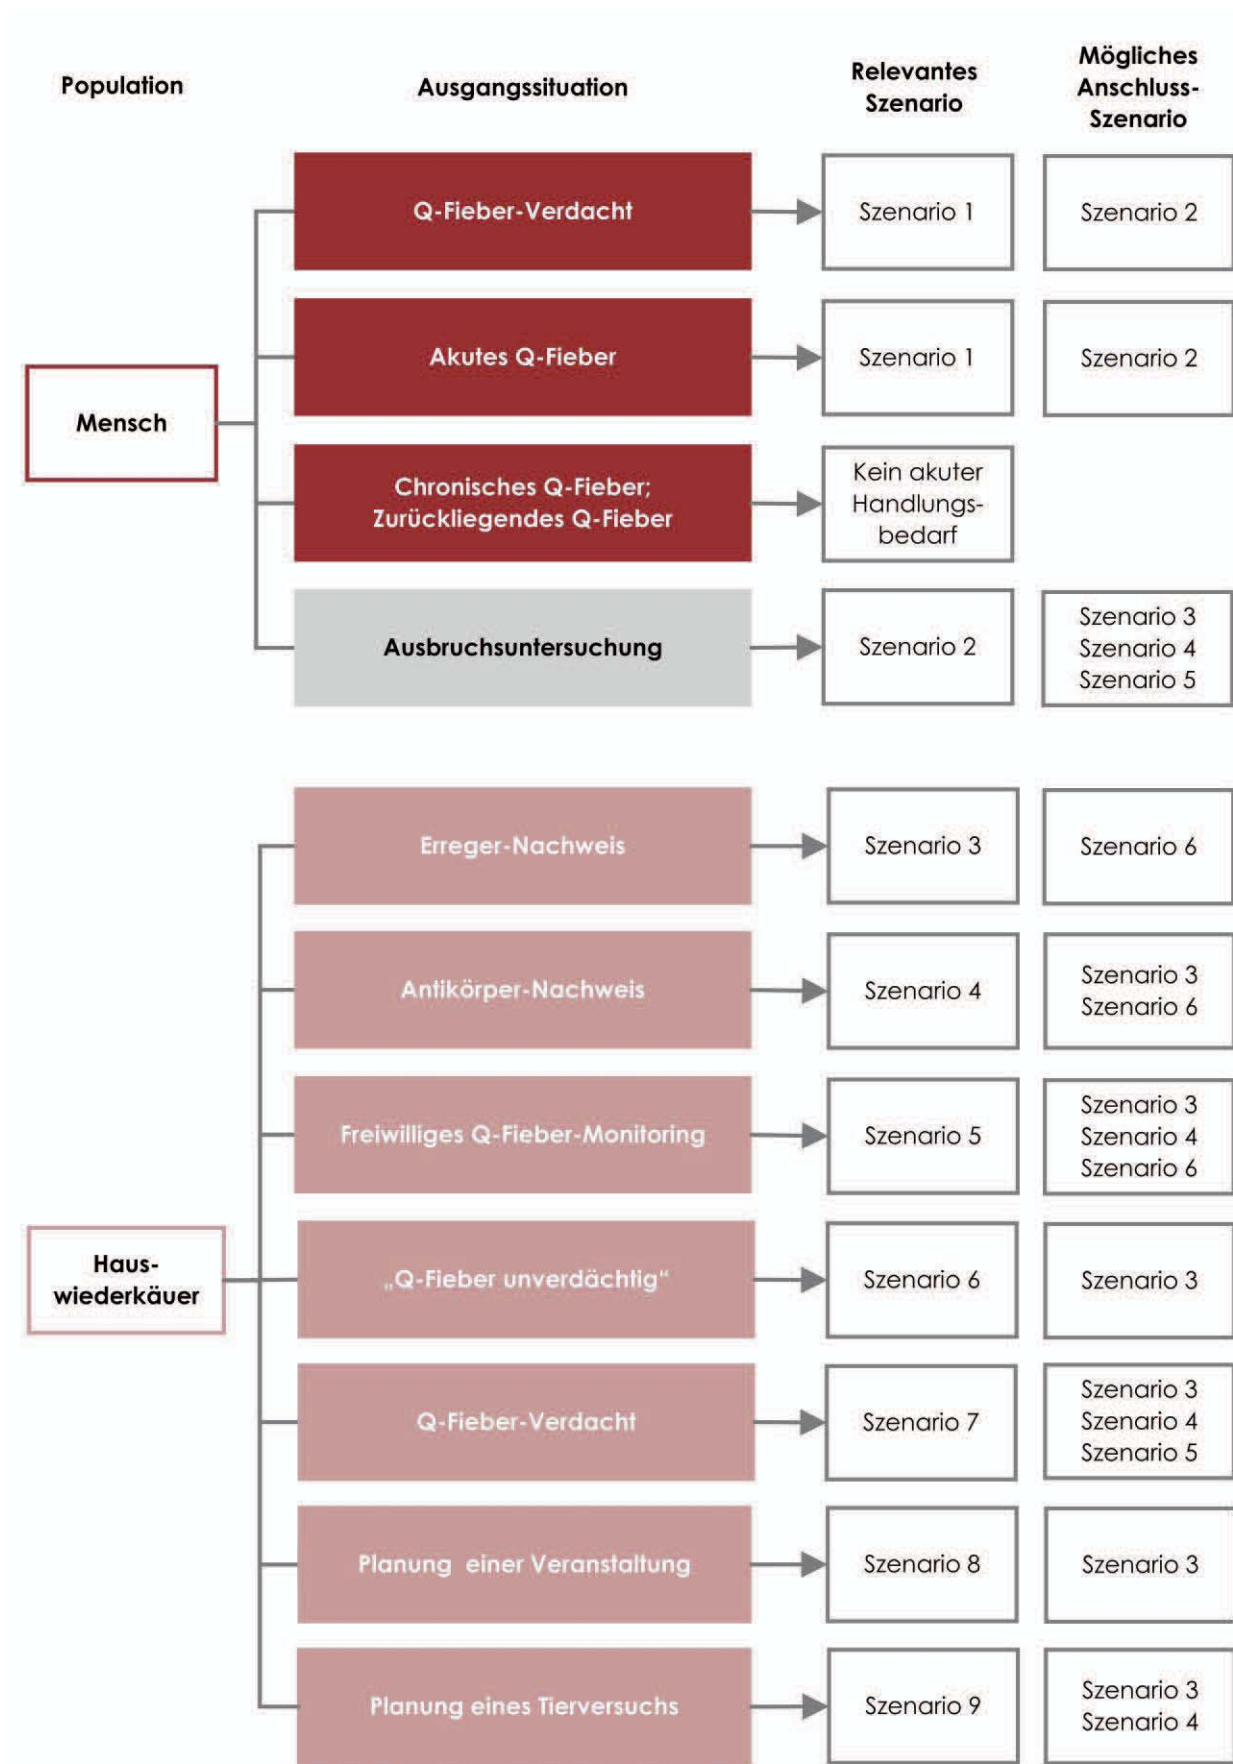 Population
Ausgangssituation
Relevantes
Szenario
Mögliches
Anschluss-
Szenario
Mensch
Q-Fieber-Verdacht
Szenario 1
Szenario 2
Akutes Q-Fieber
Szenario 1
Szenario 2
Chronisches Q-Fieber;
Zurückliegendes Q-Fieber
Kein akuter
Handlungs-
bedarf
Ausbruchsuntersuchung
Szenario 2
Szenario 3
Szenario 4
Szenario 5
Haus-
wiederkäuer
Erreger-Nachweis
Szenario 3
Szenario 6
Antikörper-Nachweis
Szenario 4
Szenario 3
Szenario 6
Freiwilliges Q-Fieber-Monitoring
Szenario 5
Szenario 3
Szenario 4
Szenario 6
„Q-Fieber unverdächtig“
Szenario 6
Szenario 3
Q-Fieber-Verdacht
Szenario 7
Szenario 3
Szenario 4
Szenario 5
Planung einer Veranstaltung
Szenario 8
Szenario 3
Planung eines Tierversuchs
Szenario 9
Szenario 3
Szenario 4